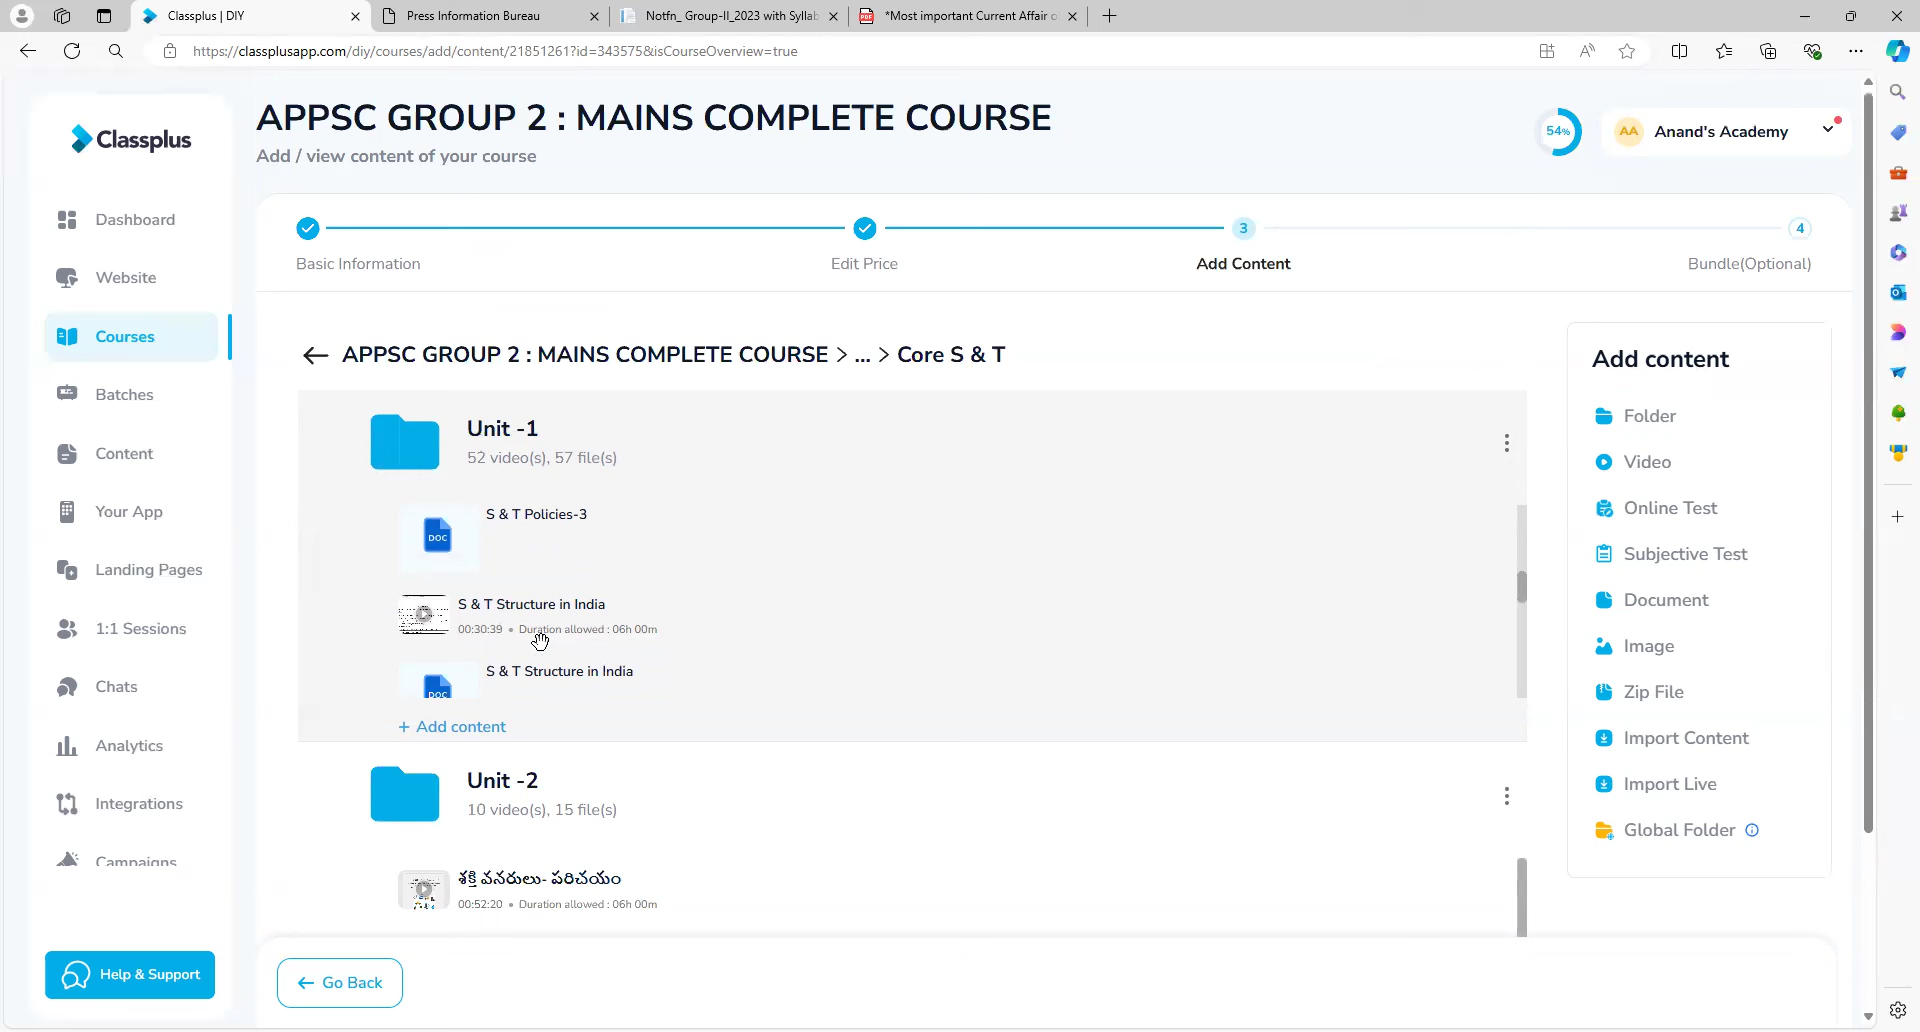 Classplus | DIY
Press Information Bureau
Notfn_ Group-II_2023 with Syllab
*Most important Current Affair o
https://classplusapp.com/diy/courses/add/content/21851261?id=343575&isCourseOverview=true
Classplus
APPSC GROUP 2 : MAINS COMPLETE COURSE
Add / view content of your course
54%
AA
Anand's Academy
Dashboard
Website
Courses
Batches
Content
Your App
Landing Pages
1:1 Sessions
Chats
Analytics
Integrations
Campaigns
Help & Support
3
4
Basic Information
Edit Price
Add Content
Bundle(Optional)
APPSC GROUP 2 : MAINS COMPLETE COURSE > ... > Core S & T
Unit -1
52 video(s), 57 file(s)
DOC
S & T Policies-3
S & T Structure in India
00:30:39 • Duration allowed : 06h 00m
DOC
S & T Structure in India
+ Add content
Unit -2
10 video(s), 15 file(s)
శక్తి వనరులు- పరిచయం
00:52:20 • Duration allowed : 06h 00m
Go Back
Add content
Folder
Video
Online Test
Subjective Test
Document
Image
Zip File
Import Content
Import Live
Global Folder